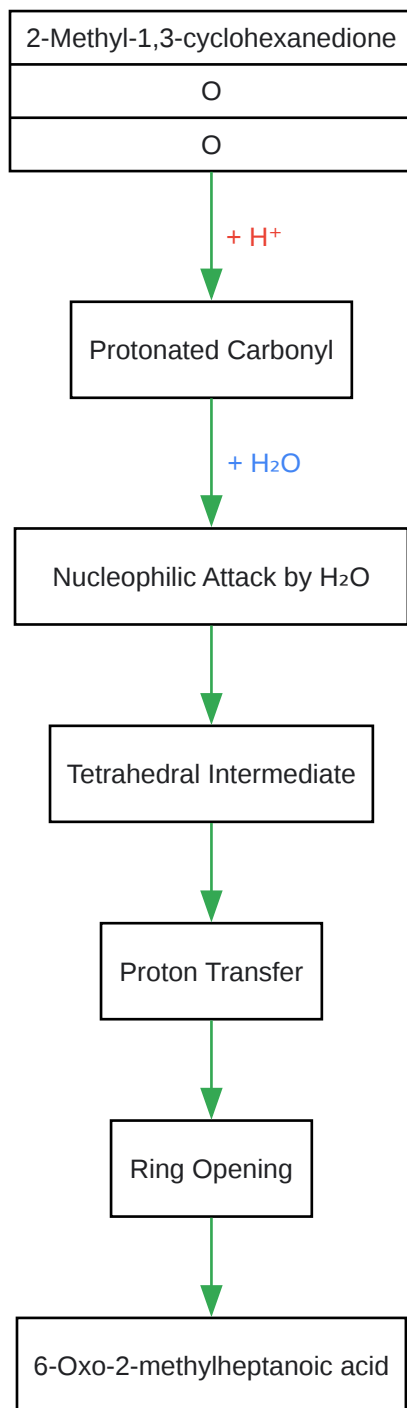 2-Methyl-1,3-cyclohexanedione
O
O
+ H⁺
Protonated Carbonyl
+ H₂O
Nucleophilic Attack by H₂O
Tetrahedral Intermediate
Proton Transfer
Ring Opening
6-Oxo-2-methylheptanoic acid